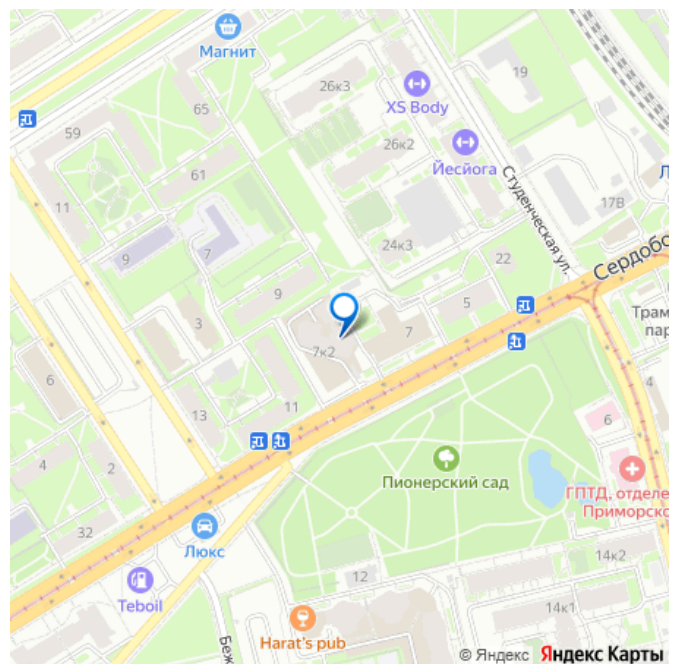 Магнит
26к3
19
XS Body
65
59
26к2
Йесйога
61
Студенческая ул.
17В
11
Л
9
7
24к3
22
Сердобо
9
5
3
7
Трам
пар
7к2
6
4
11
13
6
4
2
Пионерский сад
ГПТД, отделе
Приморско
32
Люкс
14к2
12
Teboil
14к1
Беж
Harat's pub
© Яндекс Яндекс Карты